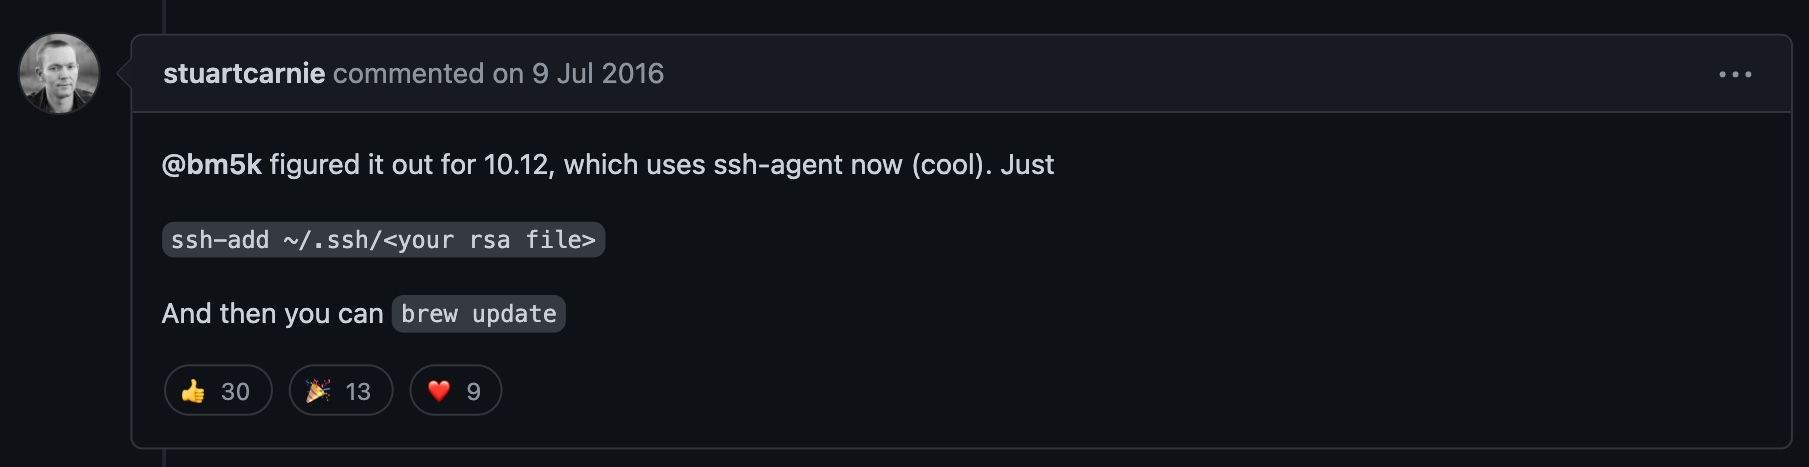 stuartcarnie commented on 9 Jul 2016
@bm5k figured it out for 10.12, which uses ssh-agent now (cool). Just
ssh-add ~/.ssh/<your rsa file>
And then you can brew update
👍 30 🎉 13 ❤️ 9